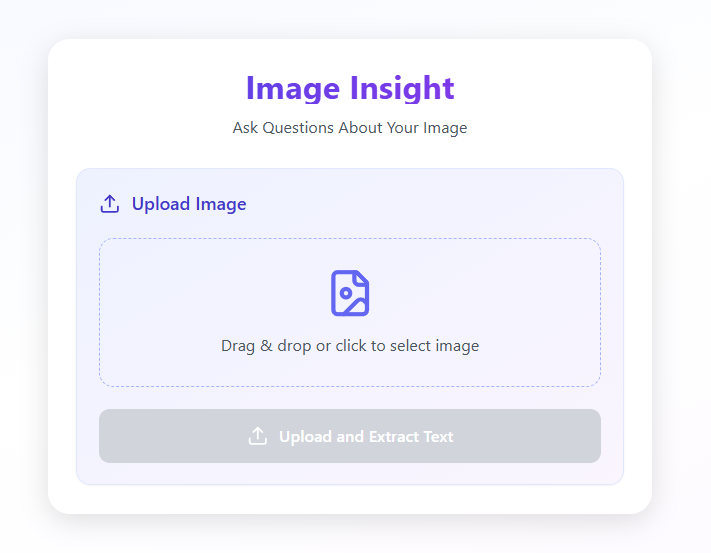 Image Insight
Ask Questions About Your Image
Upload Image
Drag & drop or click to select image
Upload and Extract Text